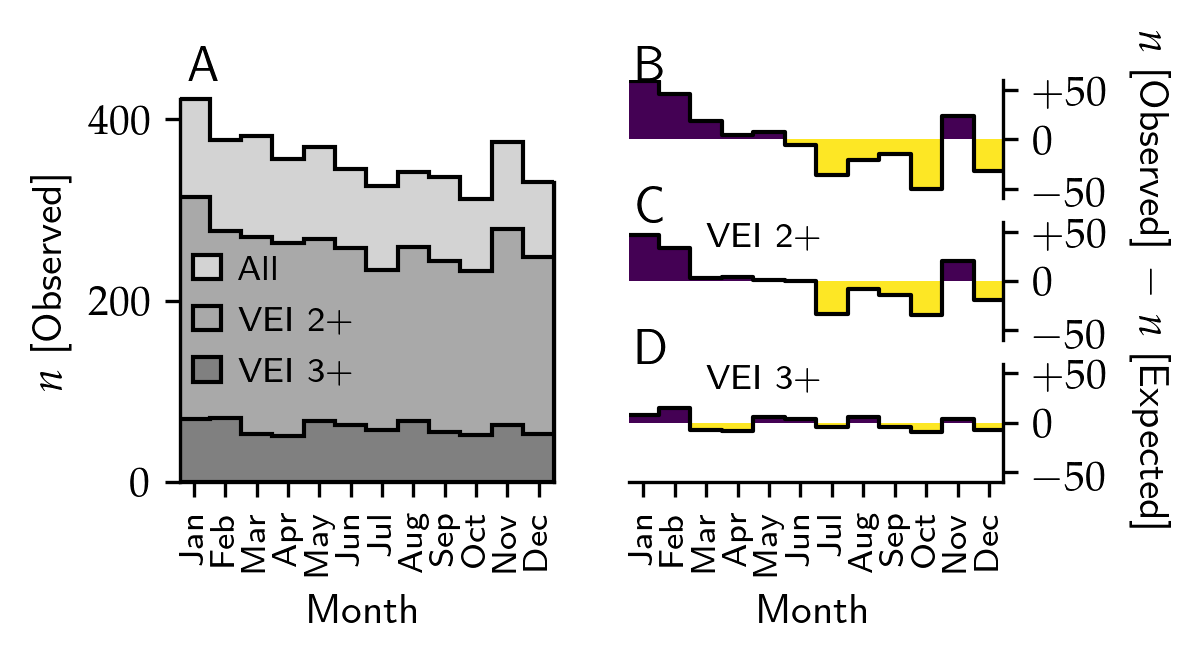 A
n [Observed]
400
200
0
All
VEI 2+
VEI 3+
Jan
Feb
Mar
Apr
May
Jun
Jul
Aug
Sep
Oct
Nov
Dec
Month
B
+50
0
−50
C
VEI 2+
+50
0
−50
D
VEI 3+
+50
0
−50
Jan
Feb
Mar
Apr
May
Jun
Jul
Aug
Sep
Oct
Nov
Dec
Month
n [Observed] − n [Expected]